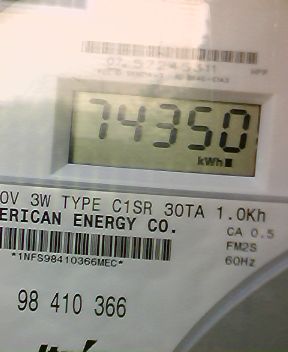 74350
kWh
0V 3W TYPE C1SR 30TA 1.0Kh
ERICAN ENERGY CO.
CA 0.5
FM2S
*1NFS98410366MEC*
60Hz
98 410 366